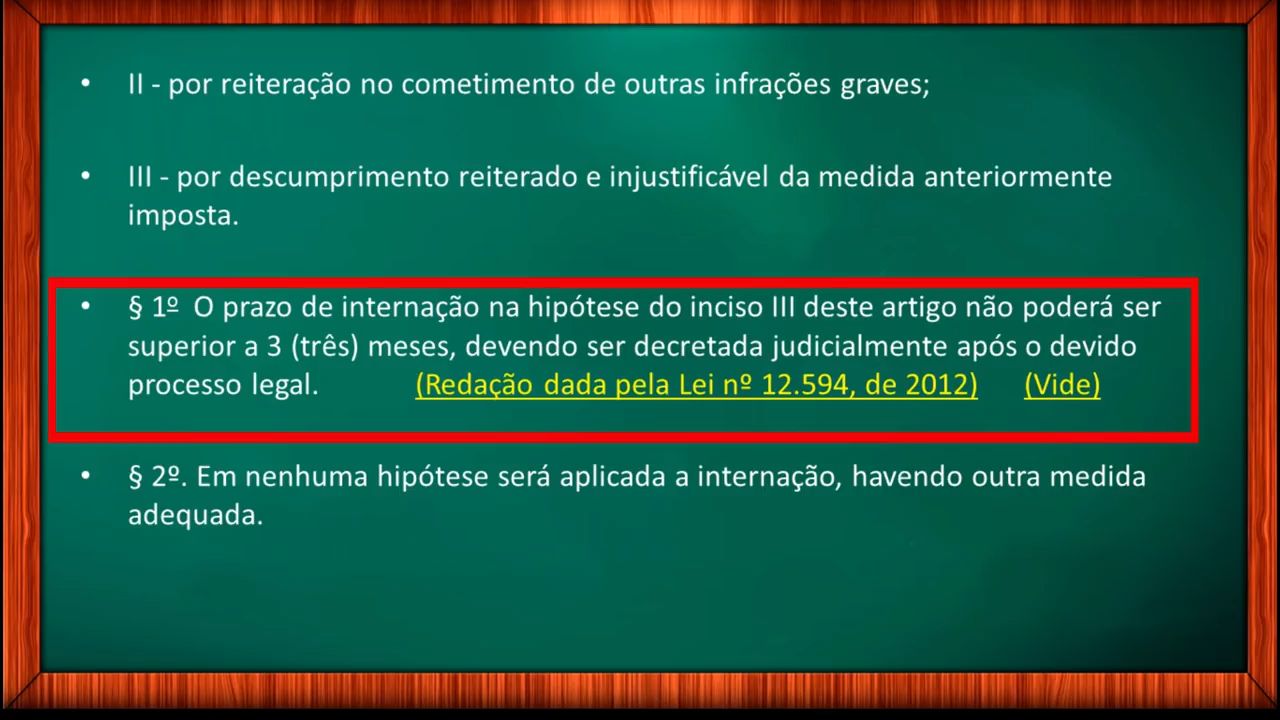 • II - por reiteração no cometimento de outras infrações graves;
• III - por descumprimento reiterado e injustificável da medida anteriormente
imposta.
• § 1º O prazo de internação na hipótese do inciso III deste artigo não poderá ser
superior a 3 (três) meses, devendo ser decretada judicialmente após o devido
processo legal. (Redação dada pela Lei nº 12.594, de 2012) (Vide)
• § 2º. Em nenhuma hipótese será aplicada a internação, havendo outra medida
adequada.